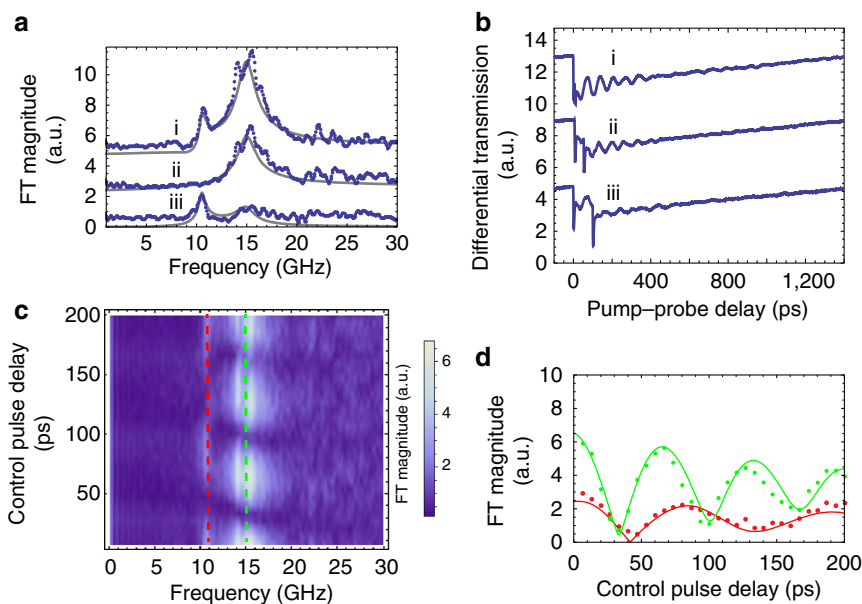 a
FT magnitude
(a.u.)
10
8
6
4
2
0
i
ii
iii
5 10 15 20 25 30
Frequency (GHz)
b
Differential transmission
(a.u.)
14
12
10
8
6
4
2
0
i
ii
iii
0 400 800 1,200
Pump–probe delay (ps)
c
Control pulse delay
(ps)
200
150
100
50
0 5 10 15 20 25 30
Frequency (GHz)
FT magnitude (a.u.)
6
4
2
d
FT magnitude
(a.u.)
10
8
6
4
2
0
0 50 100 150 200
Control pulse delay (ps)